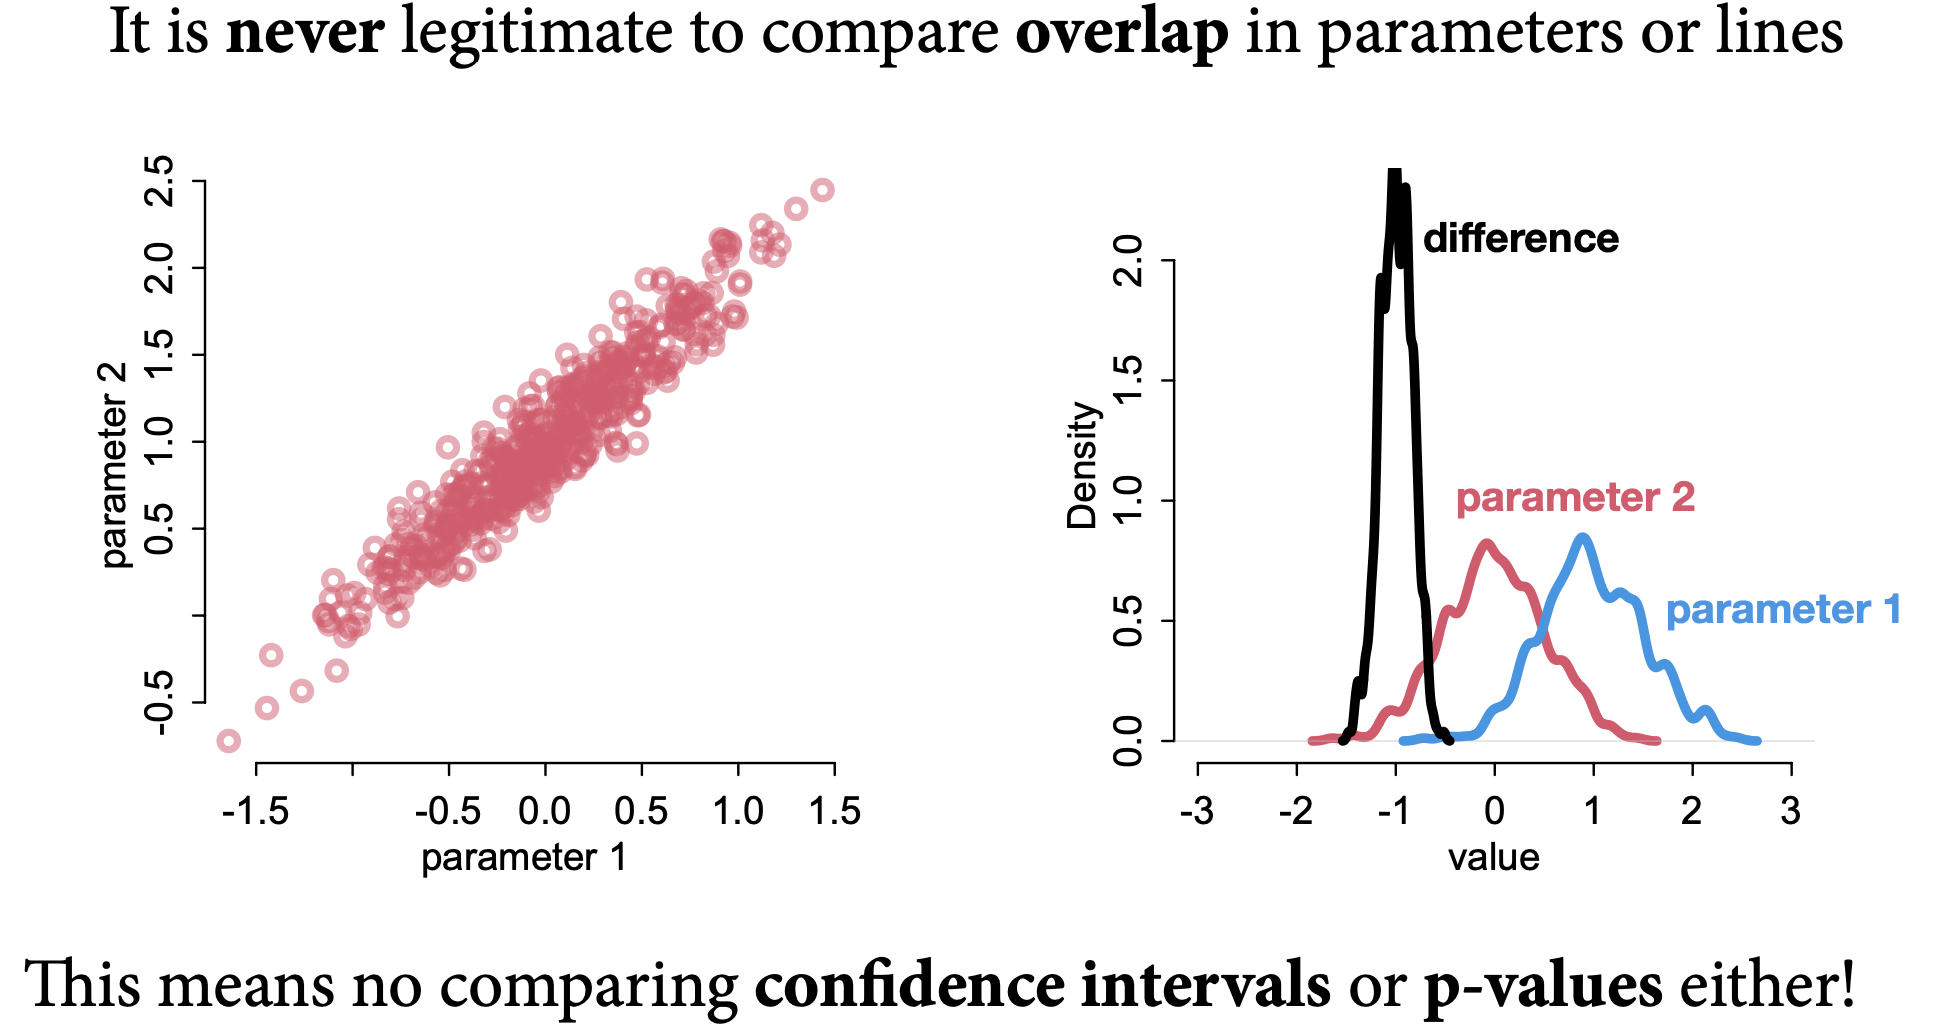 It is never legitimate to compare overlap in parameters or lines
2.5
2.0
1.5
1.0
0.5
-0.5
parameter 2
-1.5
-0.5
0.0
0.5
1.0
1.5
parameter 1
difference
parameter 2
parameter 1
2.0
1.5
1.0
0.5
0.0
Density
-3
-2
-1
0
1
2
3
value
This means no comparing confidence intervals or p-values either!